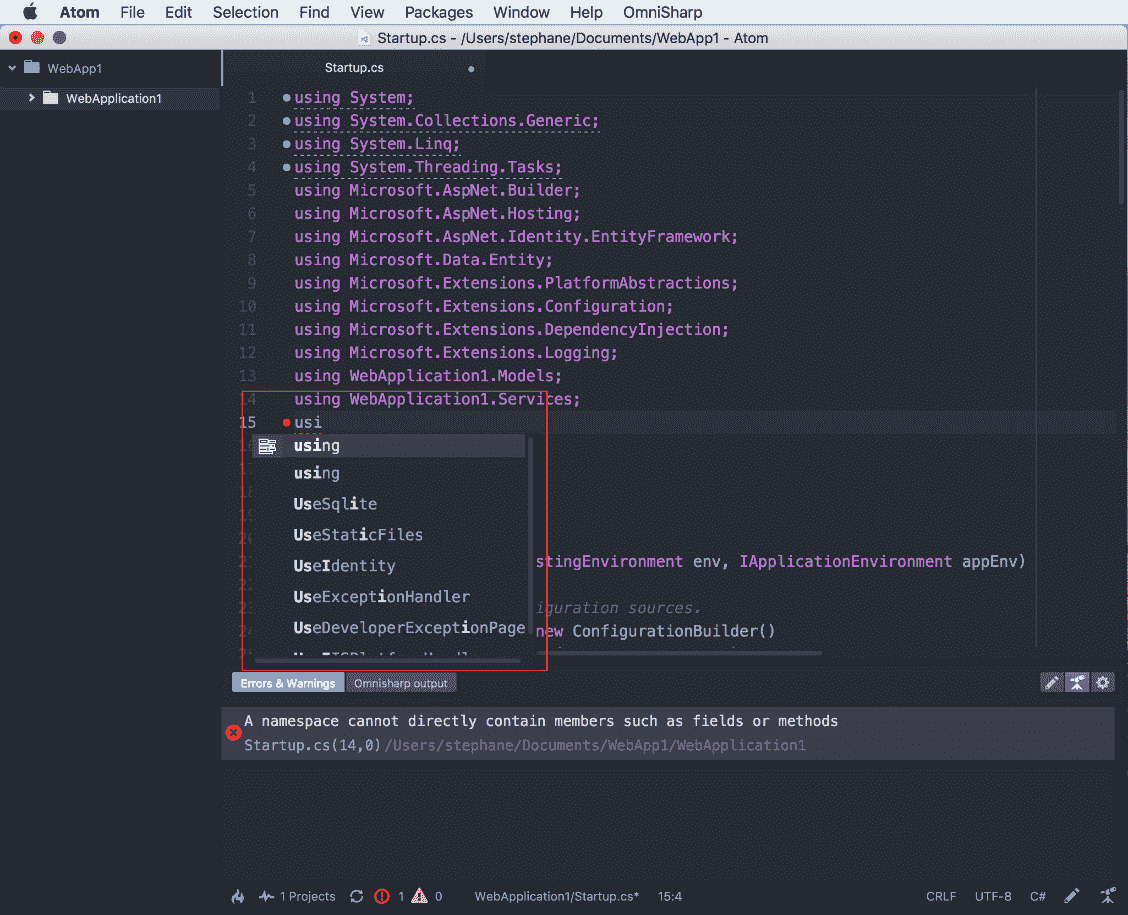 Atom File Edit Selection Find View Packages Window Help OmniSharp
Startup.cs - /Users/stephane/Documents/WebApp1 - Atom
WebApp1
WebApplication1
Startup.cs
1 using System;
2 using System.Collections.Generic;
3 using System.Linq;
4 using System.Threading.Tasks;
5 using Microsoft.AspNet.Builder;
6 using Microsoft.AspNet.Hosting;
7 using Microsoft.AspNet.Identity.EntityFramework;
8 using Microsoft.Data.Entity;
9 using Microsoft.Extensions.PlatformAbstractions;
10 using Microsoft.Extensions.Configuration;
11 using Microsoft.Extensions.DependencyInjection;
12 using Microsoft.Extensions.Logging;
13 using WebApplication1.Models;
14 using WebApplication1.Services;
15 usi
using
using
UseSqlite
UseStaticFiles
UseIdentity
UseExceptionHandler
UseDeveloperExceptionPage
stingEnvironment env, IApplicationEnvironment appEnv)
iguration sources.
new ConfigurationBuilder()
Errors & Warnings Omnisharp output
A namespace cannot directly contain members such as fields or methods
Startup.cs(14,0) /Users/stephane/Documents/WebApp1/WebApplication1
1 Projects 1 0 WebApplication1/Startup.cs* 15:4 CRLF UTF-8 C#